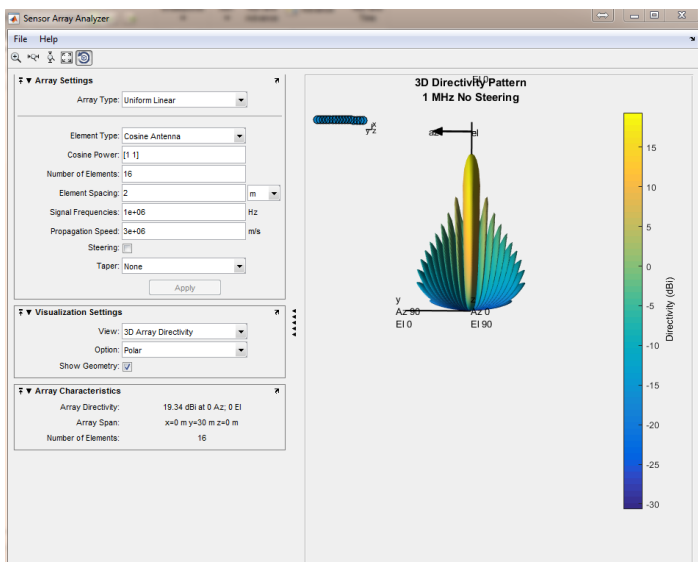 Sensor Array Analyzer
File Help
Array Settings
Array Type: Uniform Linear
Element Type: Cosine Antenna
Cosine Power: [1 1]
Number of Elements: 16
Element Spacing: 2 m
Signal Frequencies: 1e+06 Hz
Propagation Speed: 3e+06 m/s
Steering:
Taper: None
Apply
Visualization Settings
View: 3D Array Directivity
Option: Polar
Show Geometry:
Array Characteristics
Array Directivity: 19.34 dBi at 0 Az; 0 El
Array Span: x=0 m y=30 m z=0 m
Number of Elements: 16
3D Directivity Pattern
El 0
1 MHz No Steering
x
y z
az el
y z
Az 90 Az 0
El 0 El 90
15
10
5
0
-5
-10
-15
-20
-25
-30
Directivity (dBi)